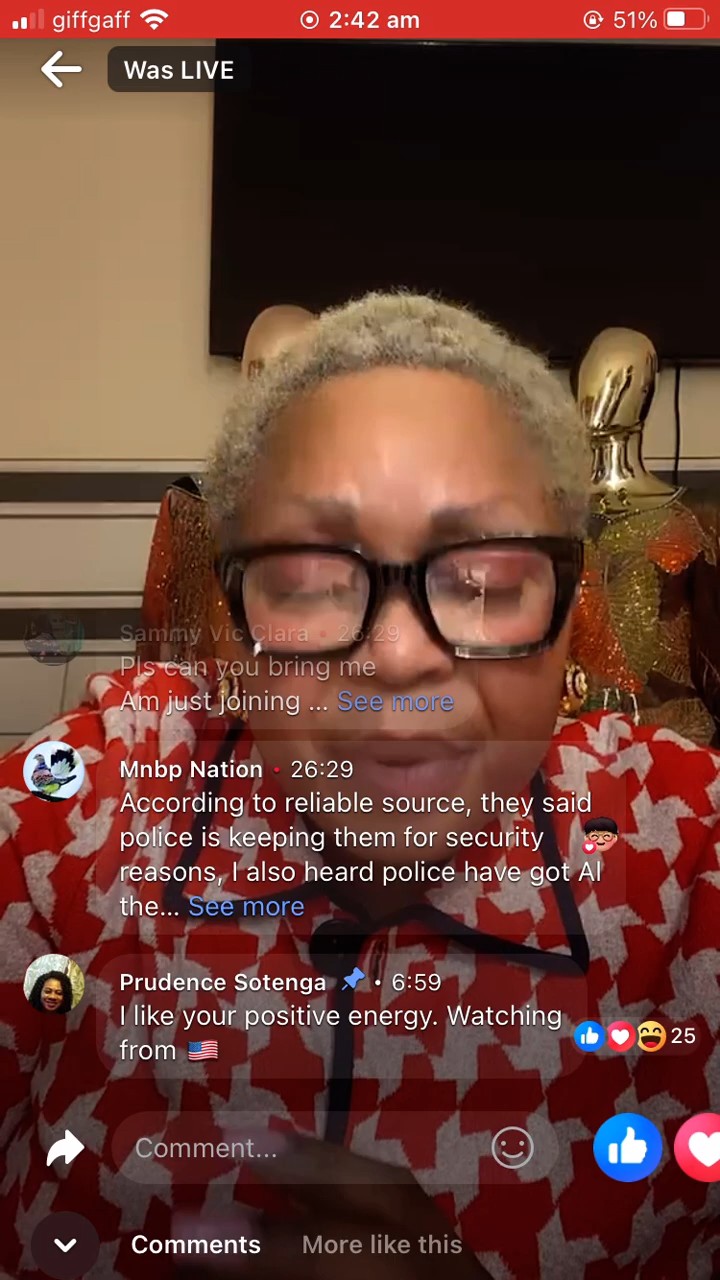 giffgaff 2:42 am 51%
Was LIVE
Sammy Vic Clara • 26:29
Pls can you bring me
Am just joining ... See more
Mnbp Nation • 26:29
According to reliable source, they said
police is keeping them for security
reasons, I also heard police have got AI
the... See more
Prudence Sotenga • 6:59
I like your positive energy. Watching
from 🇺🇸
25
Comment...
Comments More like this